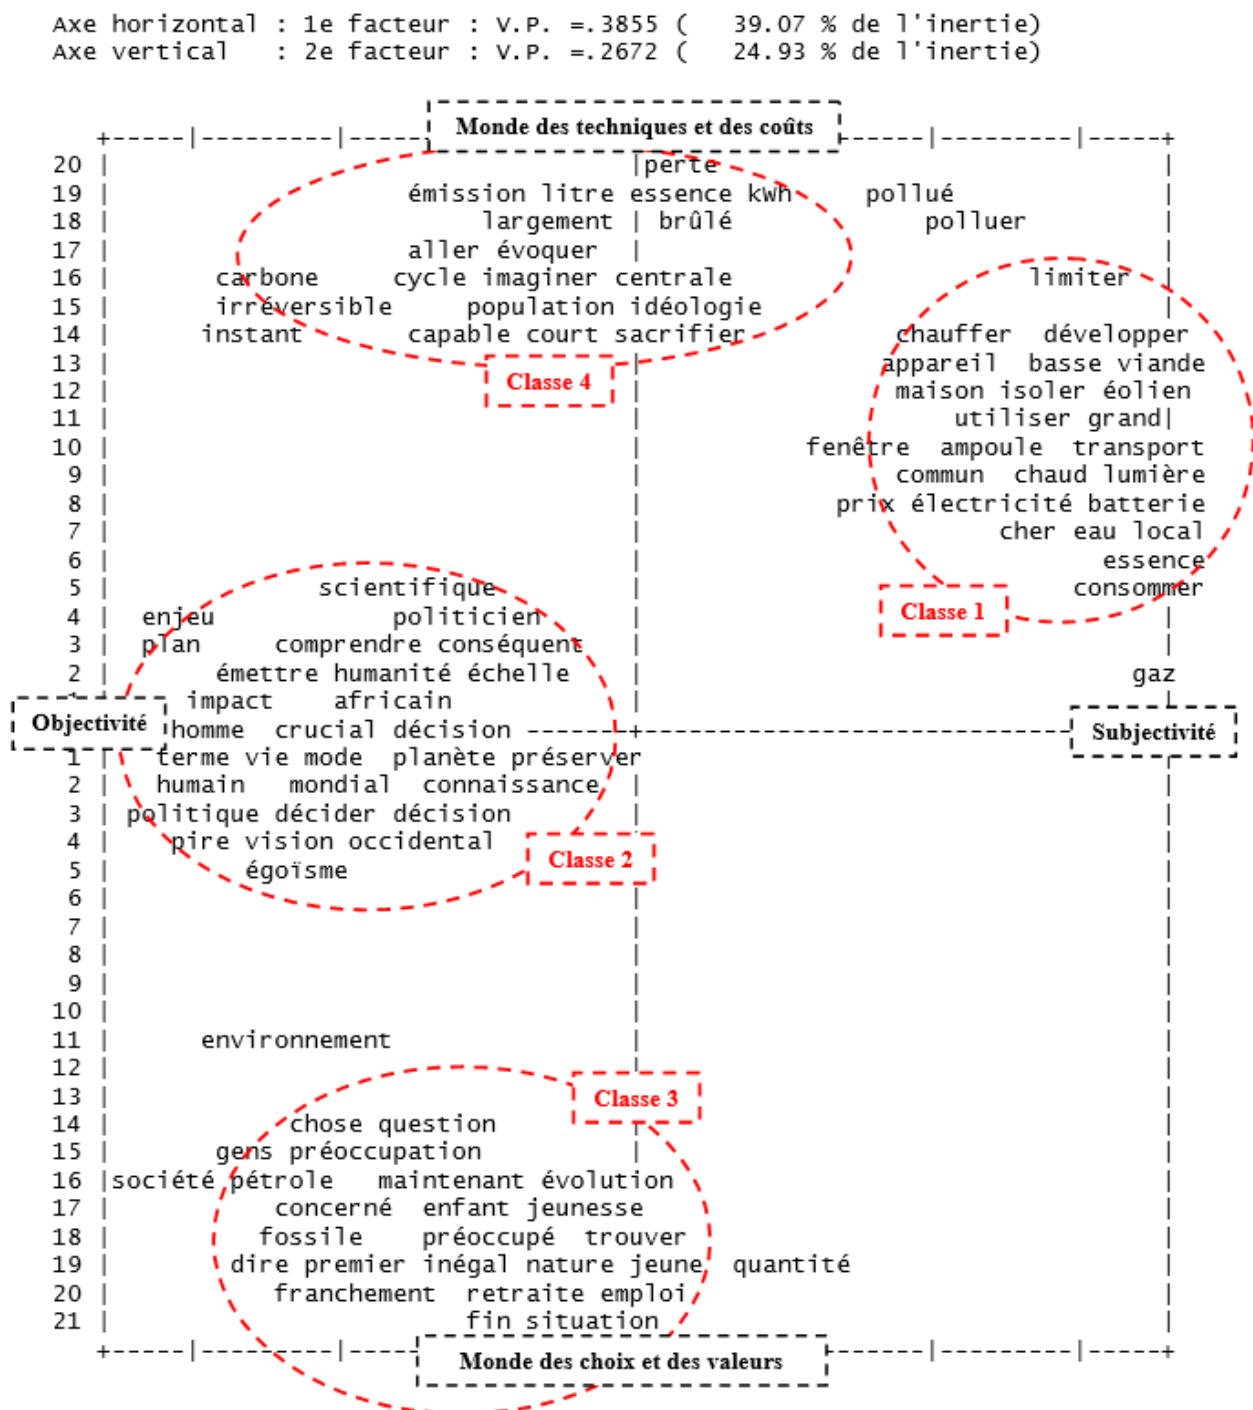 Axe horizontal : 1e facteur : V.P. =.3855 ( 39.07 % de l'inertie)
Axe vertical : 2e facteur : V.P. =.2672 ( 24.93 % de l'inertie)
Monde des techniques et des coûts
20 perte
19 émission litre essence kwh pollué
18 largement brûlé polluer
17 aller évoquer
16 carbone cycle imaginer centrale limiter
15 irréversible population idéologie
14 instant capable court sacrifier chauffer développer
13 appareil basse viande
Classe 4
12 maison isoler éolien
11 utiliser grand
10 fenêtre ampoule transport
9 commun chaud lumière
8 prix électricité batterie
7 cher eau local
6 essence
5 scientifique consommer
Classe 1
4 enjeu politicien
3 plan comprendre conséquent
2 émettre humanité échelle gaz
impact africain
Objectivité homme crucial décision Subjectivité
1 terme vie mode planète préserver
2 humain mondial connaissance
3 politique décider décision
4 pire vision occidental
Classe 2
5 égoïsme
6
7
8
9
10
11 environnement
12
13
Classe 3
14 chose question
15 gens préoccupation
16 société pétrole maintenant évolution
17 concerné enfant jeunesse
18 fossile préoccupé trouver
19 dire premier inégal nature jeune quantité
20 franchement retraite emploi
21 fin situation
Monde des choix et des valeurs